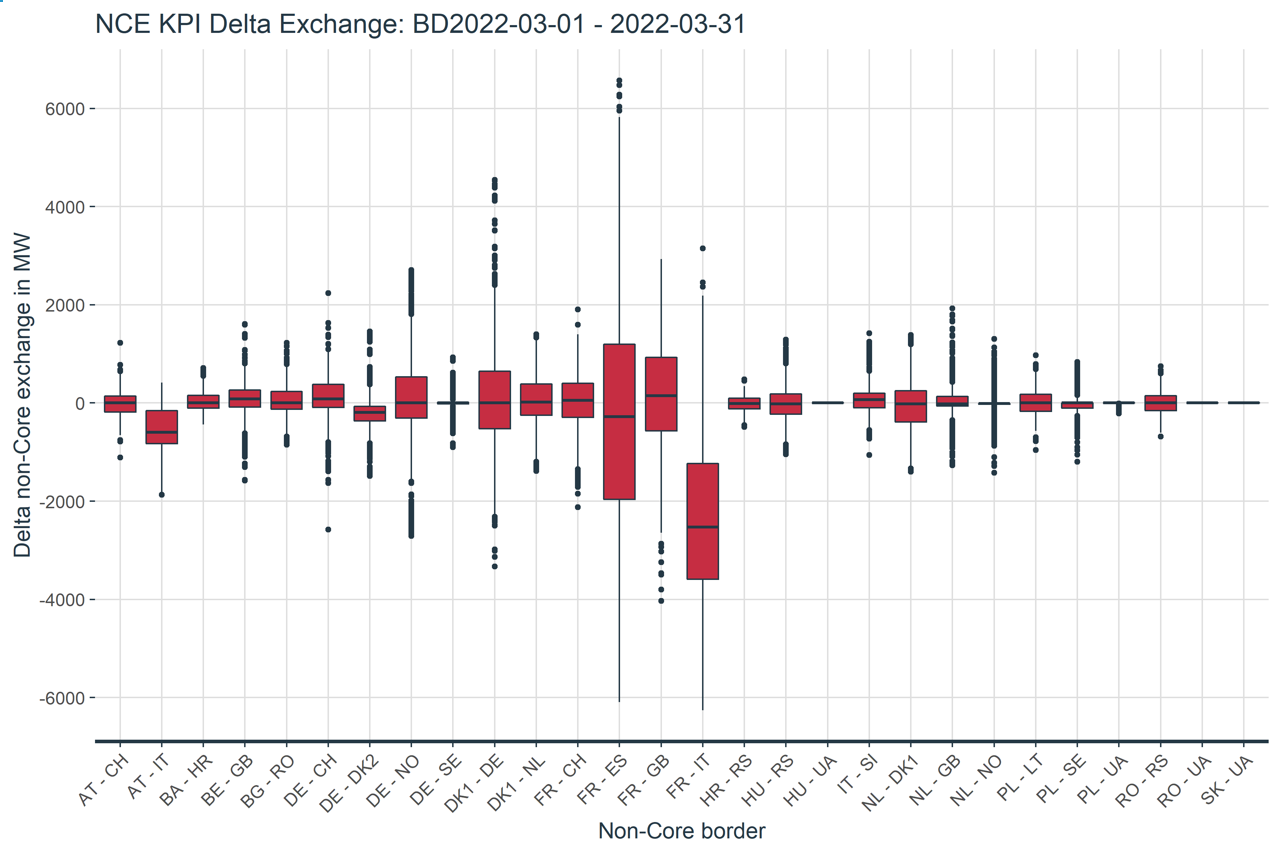 NCE KPI Delta Exchange: BD2022-03-01 - 2022-03-31
Delta non-Core exchange in MW
6000
4000
2000
0
-2000
-4000
-6000
AT - CH
AT - IT
BA - HR
BE - GB
BG - RO
DE - CH
DE - DK2
DE - NO
DE - SE
DK1 - DE
DK1 - NL
FR - CH
FR - ES
FR - GB
FR - IT
HR - RS
HU - RS
HU - UA
IT - SI
NL - DK1
NL - GB
NL - NO
PL - LT
PL - SE
PL - UA
RO - RS
RO - UA
SK - UA
Non-Core border